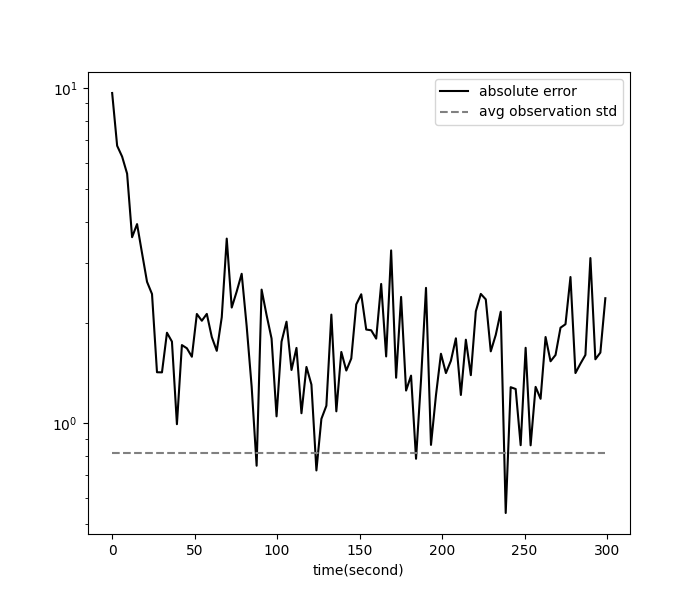 absolute error
avg observation std
10¹
10⁰
0 50 100 150 200 250 300
time(second)